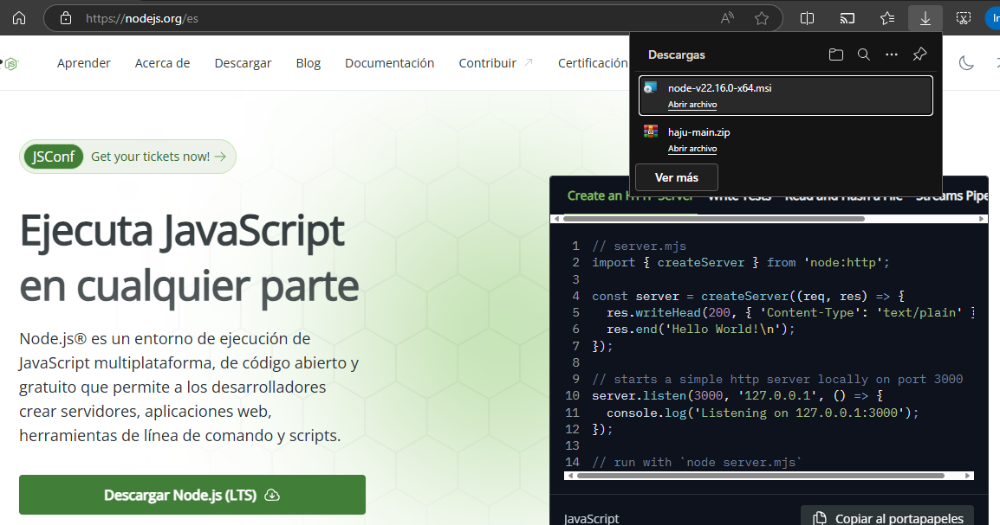 https://nodejs.org/es
Aprender Acerca de Descargar Blog Documentación Contribuir Certificación
Descargas
node-v22.16.0-x64.msi
Abrir archivo
haju-main.zip
Abrir archivo
Ver más
JSConf Get your tickets now!
Ejecuta JavaScript
en cualquier parte
Node.js® es un entorno de ejecución de
JavaScript multiplataforma, de código abierto y
gratuito que permite a los desarrolladores
crear servidores, aplicaciones web,
herramientas de línea de comando y scripts.
Descargar Node.js (LTS)
Create an HTTP Server Write Tests Read and Hash a File Streams Pipe
1 // server.mjs
2 import { createServer } from 'node:http';
3
4 const server = createServer((req, res) => {
5 res.writeHead(200, { 'Content-Type': 'text/plain' }
6 res.end('Hello World!\n');
7 });
8
9 // starts a simple http server locally on port 3000
10 server.listen(3000, '127.0.0.1', () => {
11 console.log('Listening on 127.0.0.1:3000');
12 });
13
14 // run with `node server.mjs`
JavaScript
Copiar al portapapeles